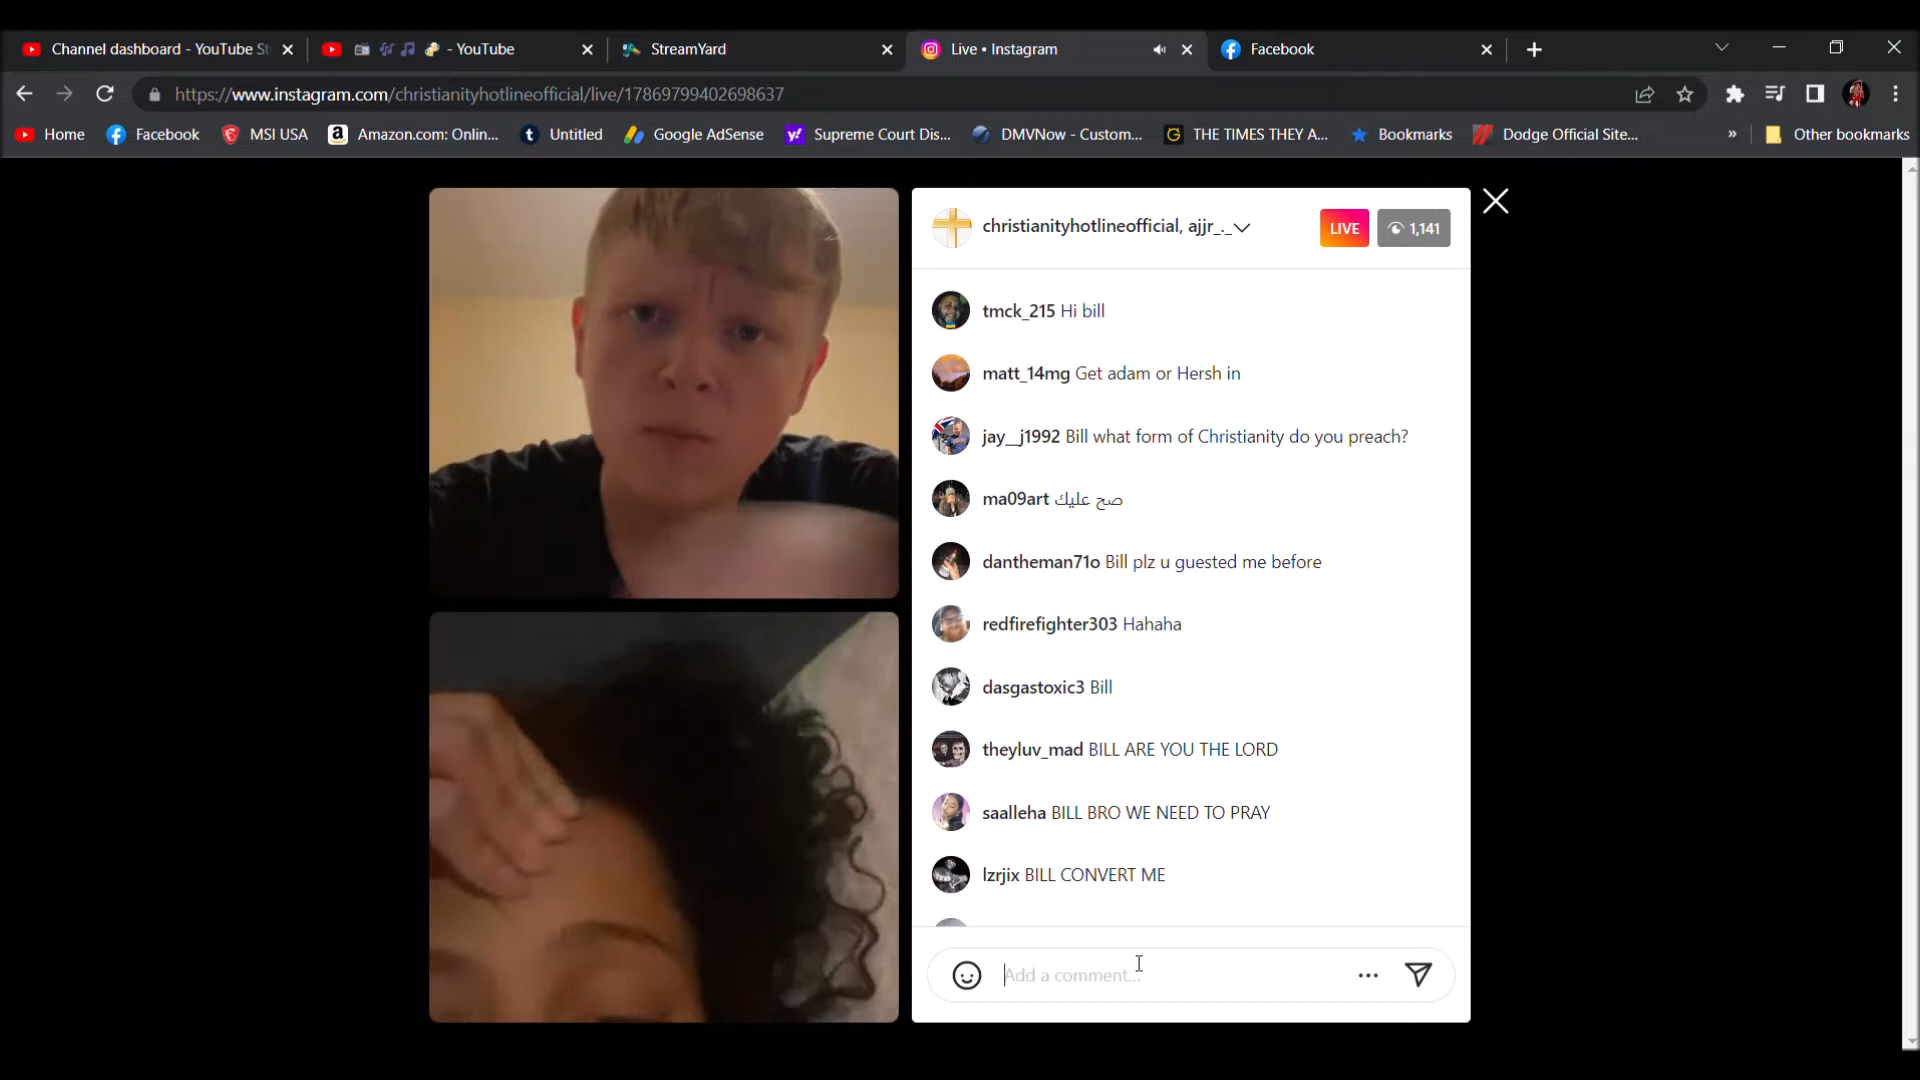 Channel dashboard - YouTube St
- YouTube
StreamYard
Live • Instagram
Facebook
https://www.instagram.com/christianityhotlineofficial/live/17869799402698637
Home
Facebook
MSI USA
Amazon.com: Onlin...
Untitled
Google AdSense
Supreme Court Dis...
DMVNow - Custom...
THE TIMES THEY A...
Bookmarks
Dodge Official Site...
»
Other bookmarks
christianityhotlineofficial, ajjr_._
LIVE
1,141
tmck_215 Hi bill
matt_14mg Get adam or Hersh in
jay__j1992 Bill what form of Christianity do you preach?
ma09art صح عليك
dantheman71o Bill plz u guested me before
redfirefighter303 Hahaha
dasgastoxic3 Bill
theyluv_mad BILL ARE YOU THE LORD
saalleha BILL BRO WE NEED TO PRAY
lzrjix BILL CONVERT ME
Add a comment...